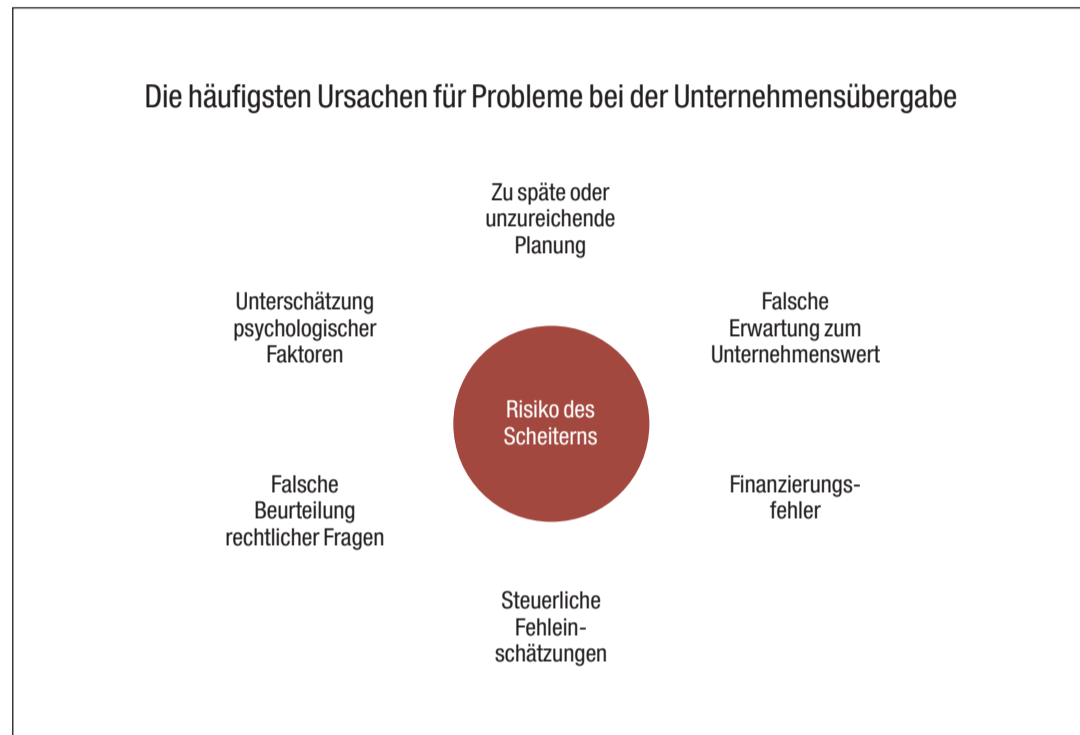 Die häufigsten Ursachen für Probleme bei der Unternehmensübergabe
Zu späte oder
unzureichende
Planung
Unterschätzung
psychologischer
Faktoren
Falsche
Erwartung zum
Unternehmenswert
Risiko des
Scheiterns
Falsche
Beurteilung
rechtlicher Fragen
Finanzierungs-
fehler
Steuerliche
Fehlein-
schätzungen